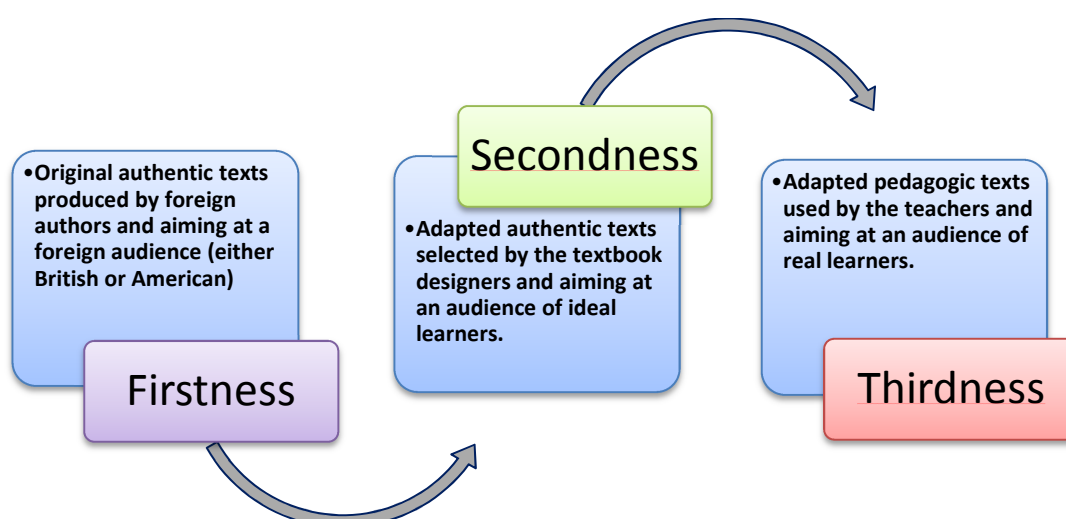 •Original authentic texts
produced by foreign
authors and aiming at a
foreign audience (either
British or American)
Firstness
Secondness
•Adapted authentic texts
selected by the textbook
designers and aiming at
an audience of ideal
learners.
•Adapted pedagogic texts
used by the teachers and
aiming at an audience of
real learners.
Thirdness